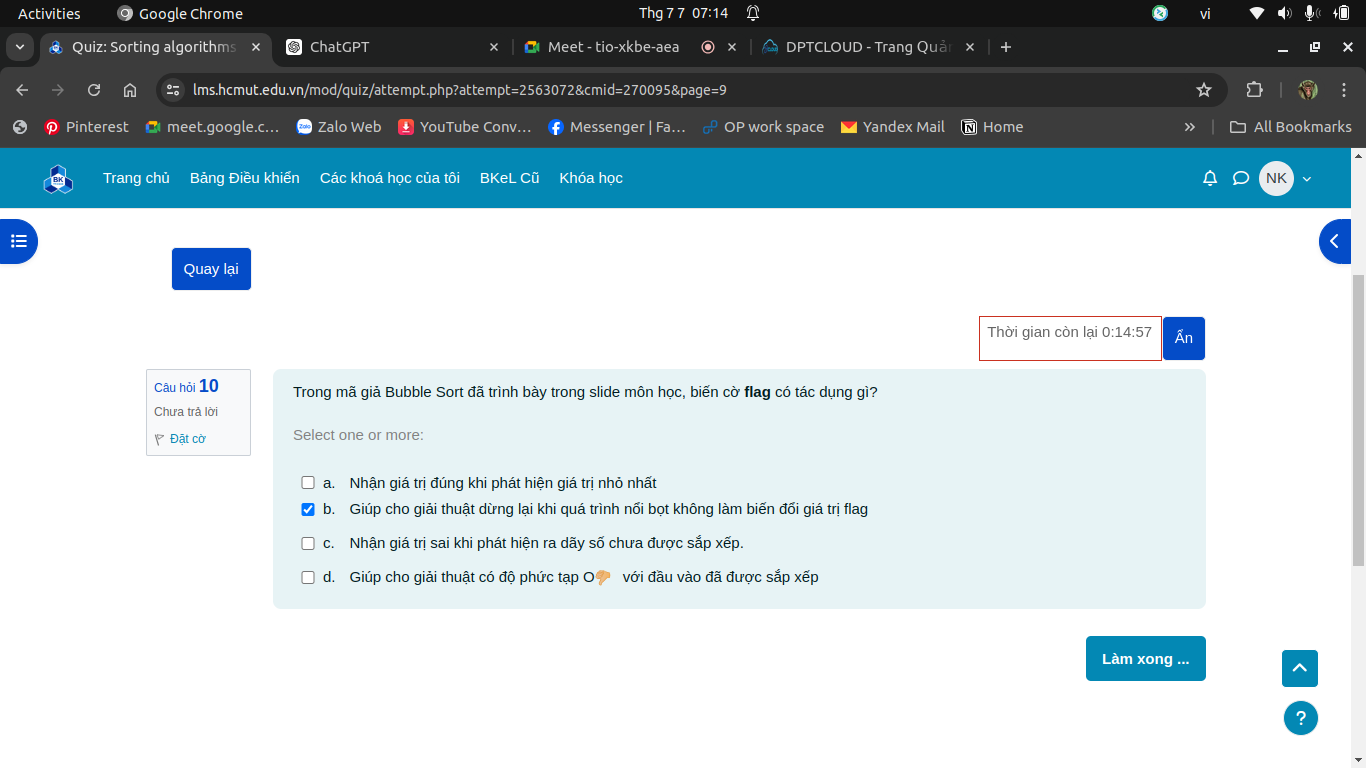 Activities
Google Chrome
Thg 7 7 07:14
vi
Quiz: Sorting algorithms
ChatGPT
Meet - tio-xkbe-aea
DPTCLOUD - Trang Quản
lms.hcmut.edu.vn/mod/quiz/attempt.php?attempt=2563072&cmid=270095&page=9
Pinterest
meet.google.c...
Zalo Web
YouTube Conv...
Messenger | Fa...
OP work space
Yandex Mail
Home
All Bookmarks
BK
Trang chủ
Bảng Điều khiển
Các khoá học của tôi
BKeL Cũ
Khóa học
NK
Quay lại
Thời gian còn lại 0:14:57
Ẩn
Câu hỏi 10
Chưa trả lời
Đặt cờ
Trong mã giả Bubble Sort đã trình bày trong slide môn học, biến cờ flag có tác dụng gì?
Select one or more:
a. Nhận giá trị đúng khi phát hiện giá trị nhỏ nhất
b. Giúp cho giải thuật dừng lại khi quá trình nổi bọt không làm biến đổi giá trị flag
c. Nhận giá trị sai khi phát hiện ra dãy số chưa được sắp xếp.
d. Giúp cho giải thuật có độ phức tạp O👎 với đầu vào đã được sắp xếp
Làm xong ...
?